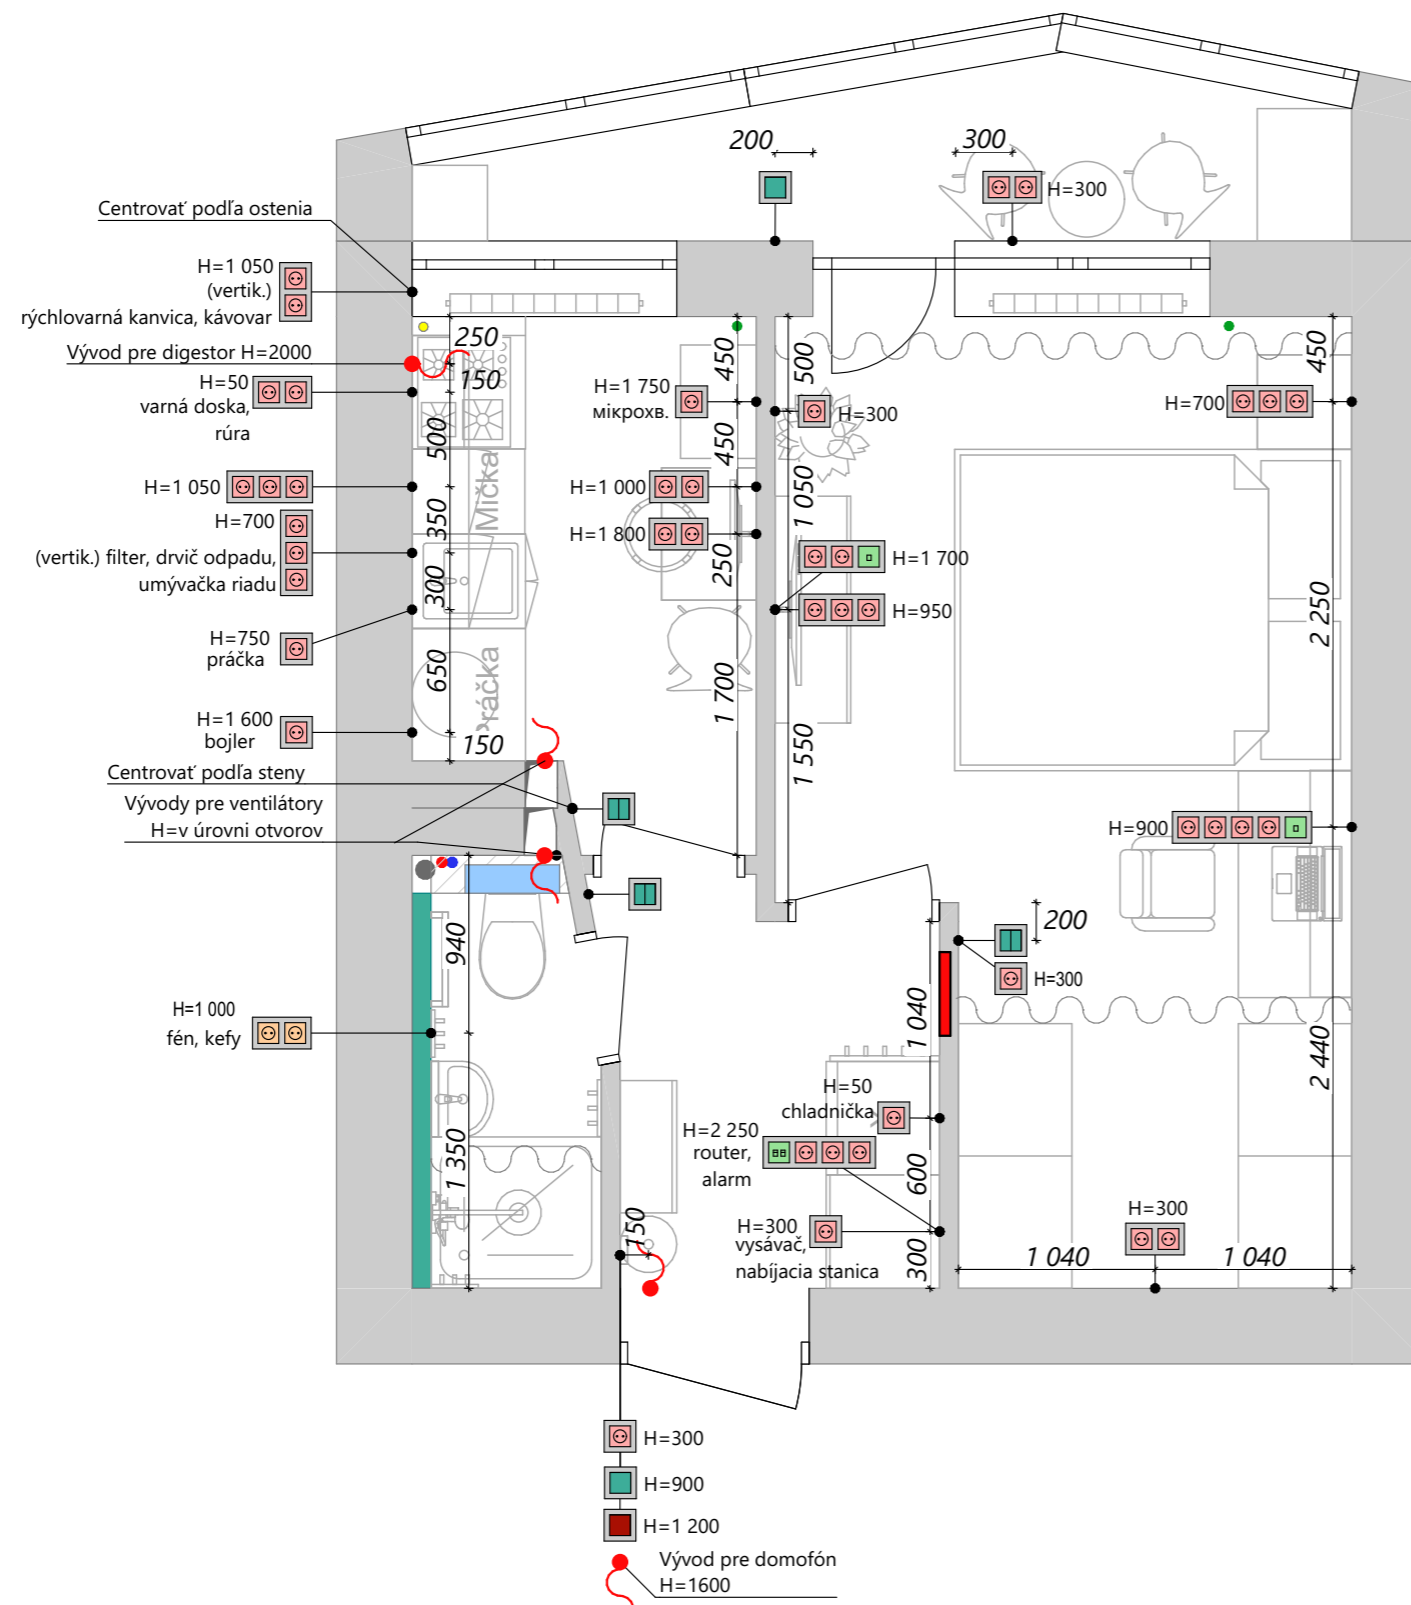 200
300
H=300
Centrovať podľa ostenia
H=1 050
(vertik.)
rýchlovarná kanvica, kávovar
Vývod pre digestor H=2000
250
150
H=50
varná doska,
rúra
500
H=1 050
350
H=700
(vertik.) filter, drvič odpadu,
umývačka riadu
300
H=750
práčka
650
H=1 600
bojler
150
Mička
ráčka
450
H=1 750
мікрохв.
450
H=1 000
H=1 800
250
1 700
500
H=300
1 050
H=1 700
H=950
1 550
450
H=700
2 250
H=900
200
H=300
2 440
Centrovať podľa steny
Vývody pre ventilátory
H=v úrovni otvorov
940
H=1 000
fén, kefy
1 350
1 040
H=50
chladnička
H=2 250
router,
alarm
600
H=300
vysávač,
nabíjacia stanica
300
150
H=300
1 040
1 040
H=300
H=900
H=1 200
Vývod pre domofón
H=1600